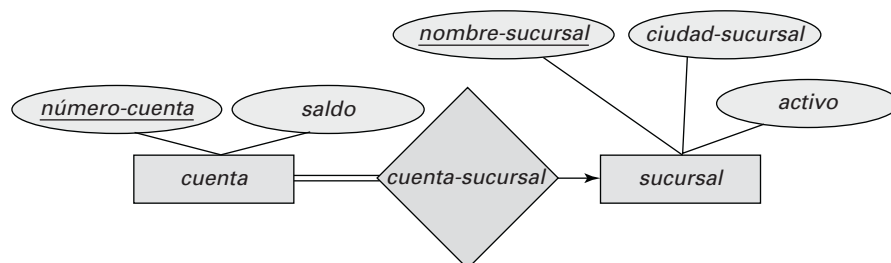 nombre-sucursal
ciudad-sucursal
número-cuenta
saldo
activo
cuenta
cuenta-sucursal
sucursal